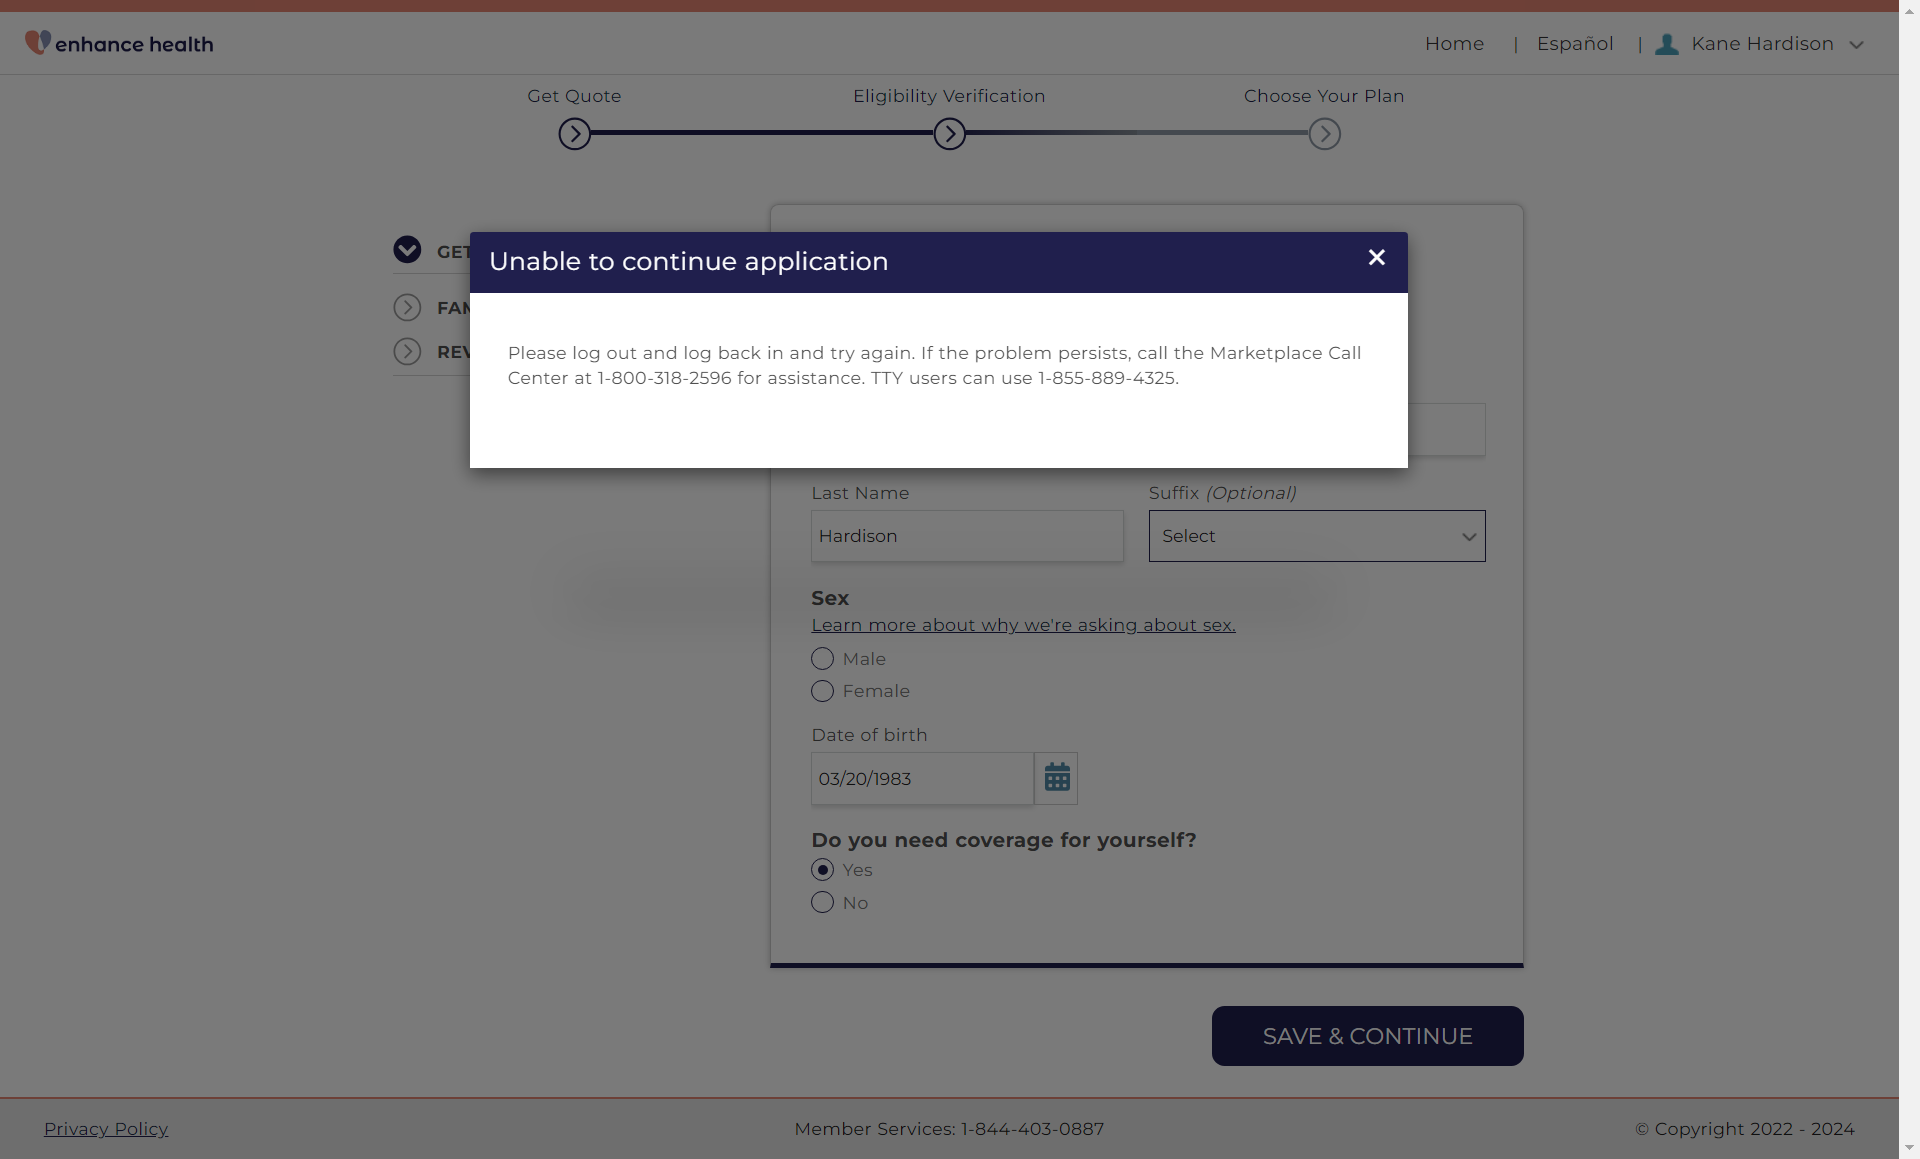 enhance health
Home | Español | Kane Hardison
Get Quote
Eligibility Verification
Choose Your Plan
GET
FAM
REV
Unable to continue application
Please log out and log back in and try again. If the problem persists, call the Marketplace Call
Center at 1-800-318-2596 for assistance. TTY users can use 1-855-889-4325.
Last Name
Suffix (Optional)
Hardison
Select
Sex
Learn more about why we're asking about sex.
Male
Female
Date of birth
03/20/1983
Do you need coverage for yourself?
Yes
No
SAVE & CONTINUE
Privacy Policy
Member Services: 1-844-403-0887
© Copyright 2022 - 2024